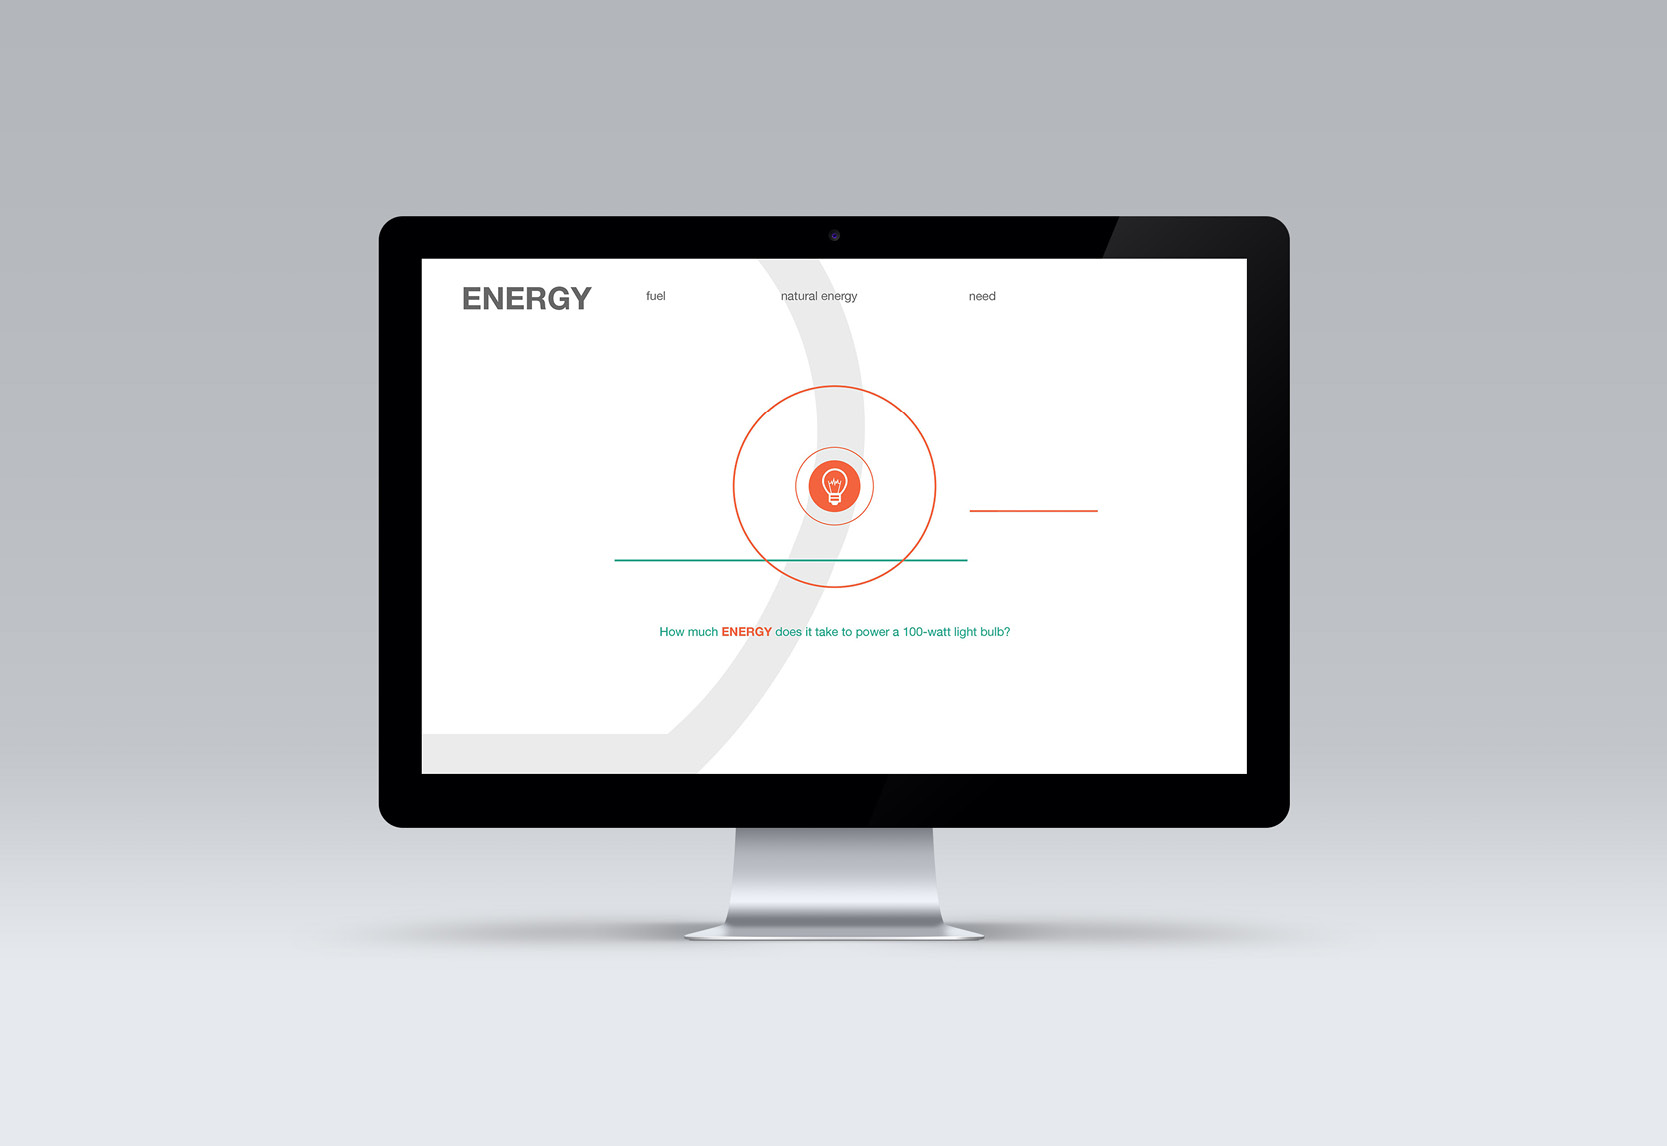 ENERGY fuel natural energy need
How much ENERGY does it take to power a 100-watt light bulb?